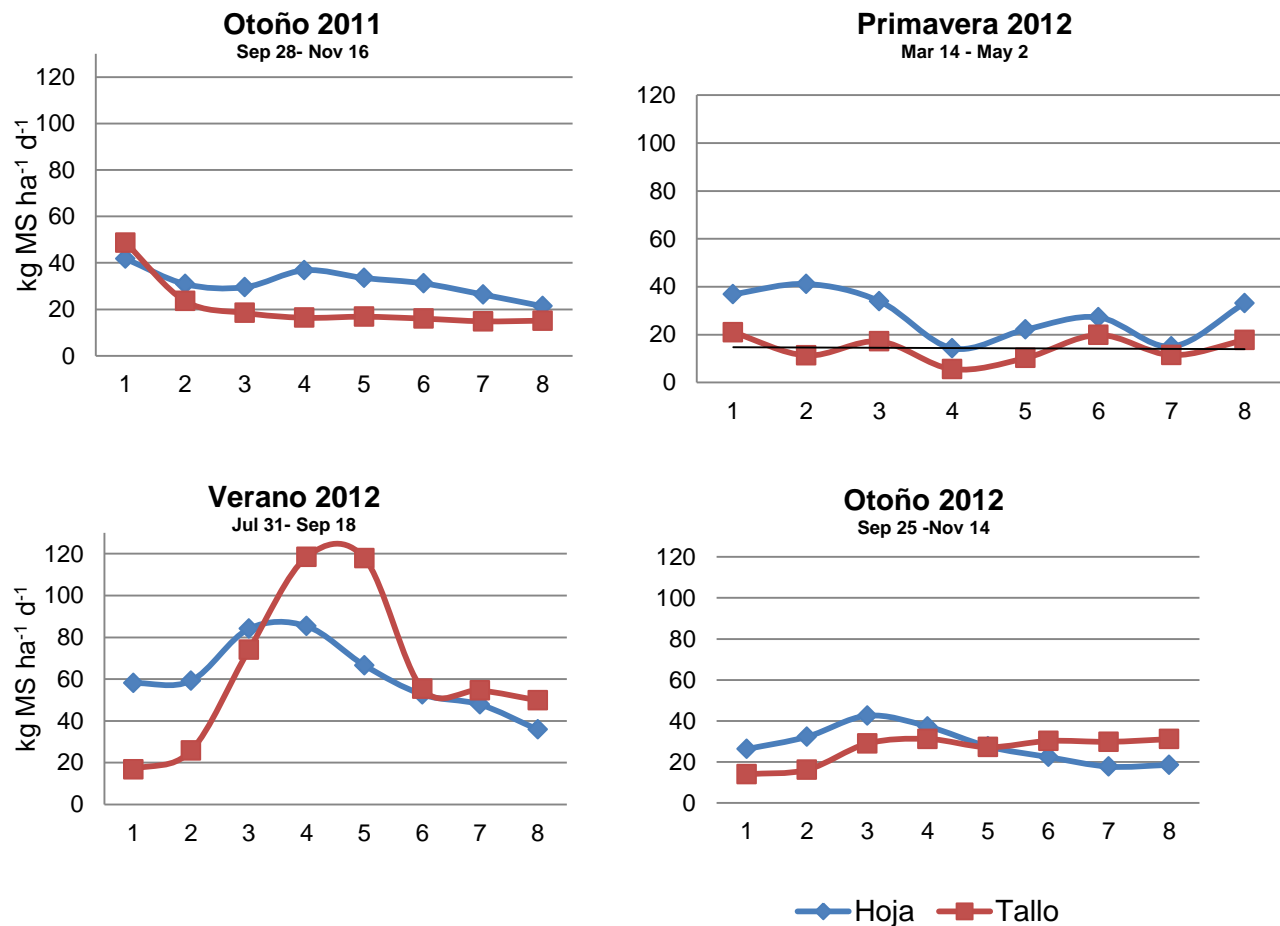 Otoño 2011
Sep 28- Nov 16
kg MS ha-1 d-1
120
100
80
60
40
20
0
1 2 3 4 5 6 7 8
Primavera 2012
Mar 14 - May 2
120
100
80
60
40
20
0
1 2 3 4 5 6 7 8
Verano 2012
Jul 31- Sep 18
kg MS ha-1 d-1
120
100
80
60
40
20
0
1 2 3 4 5 6 7 8
Otoño 2012
Sep 25 -Nov 14
120
100
80
60
40
20
0
1 2 3 4 5 6 7 8
Hoja Tallo